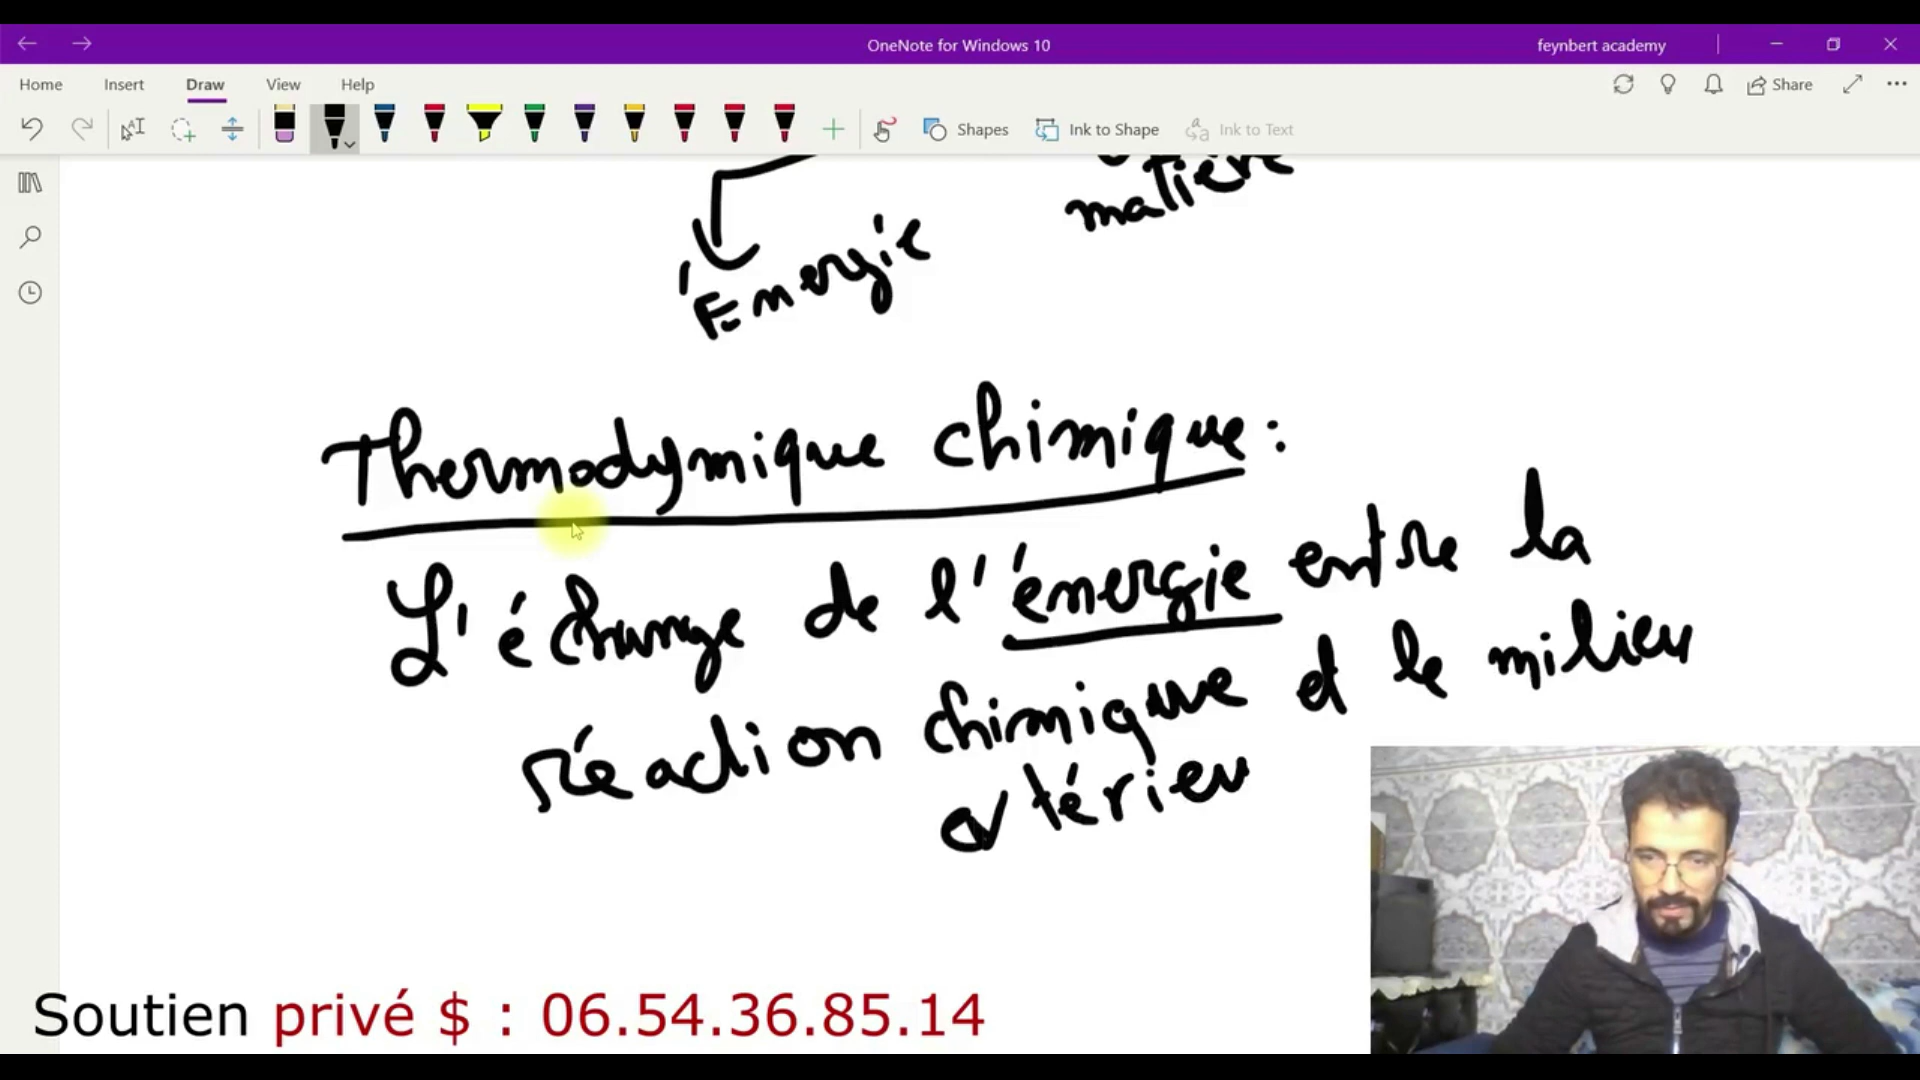 OneNote for Windows 10
feynbert academy
Home Insert Draw View Help
Share
Shapes Ink to Shape Ink to Text
matière
Énergie
Thermodymique chimique :
L'échange de l'énergie entre la
réaction chimique et le milieu
extérieu
Soutien privé $ : 06.54.36.85.14